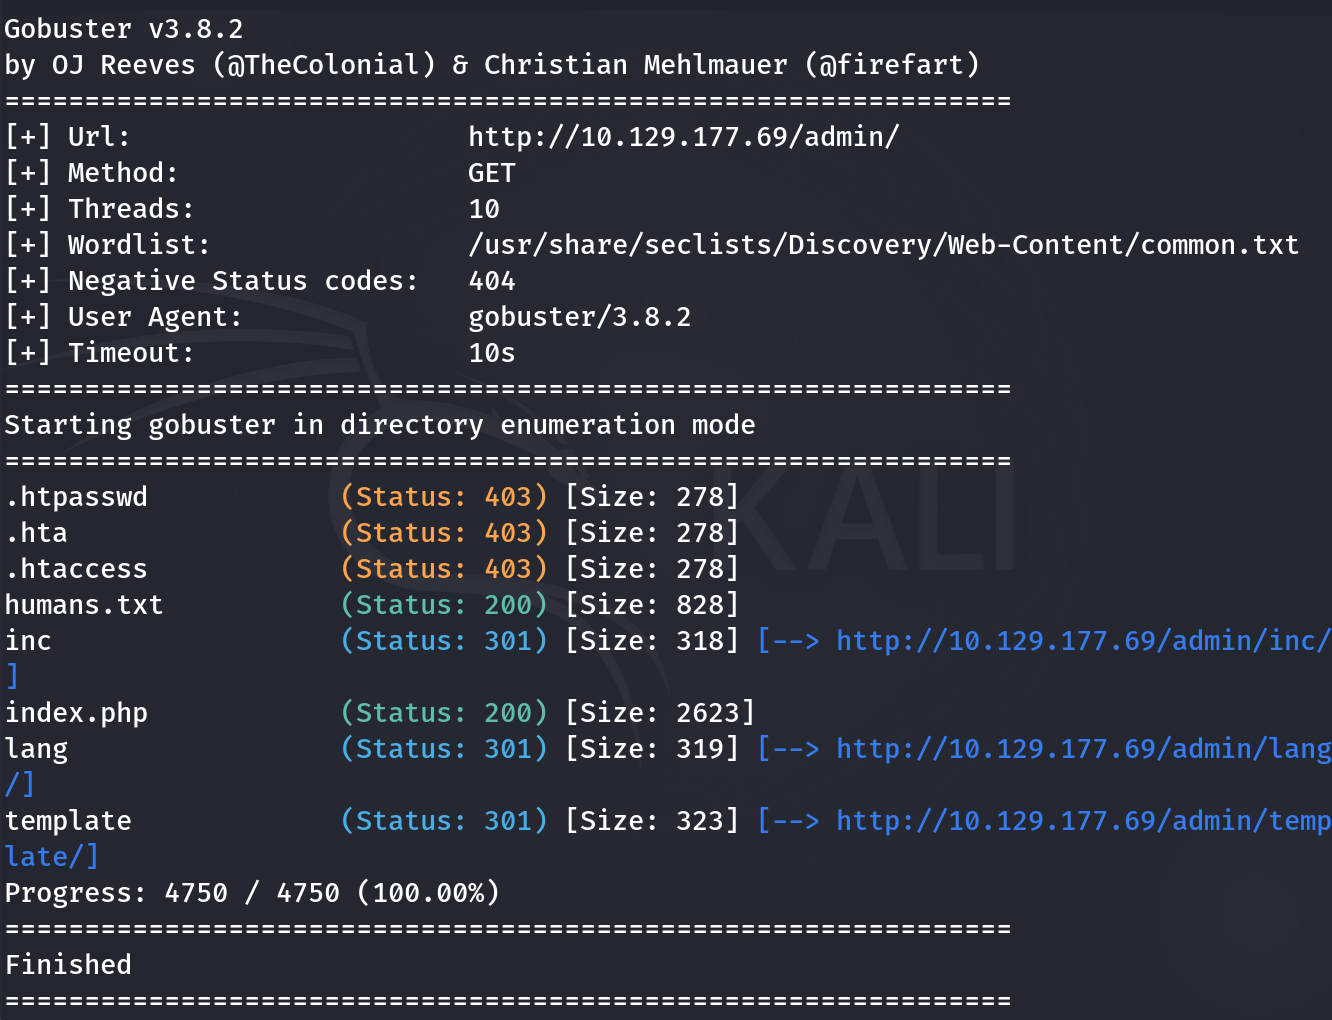 Gobuster v3.8.2
by OJ Reeves (@TheColonial) & Christian Mehlmauer (@firefart)
===============================================================
[+] Url:                     http://10.129.177.69/admin/
[+] Method:                  GET
[+] Threads:                 10
[+] Wordlist:                /usr/share/seclists/Discovery/Web-Content/common.txt
[+] Negative Status codes:   404
[+] User Agent:              gobuster/3.8.2
[+] Timeout:                 10s
===============================================================
Starting gobuster in directory enumeration mode
===============================================================
.htpasswd            (Status: 403) [Size: 278]
.hta                 (Status: 403) [Size: 278]
.htaccess            (Status: 403) [Size: 278]
humans.txt           (Status: 200) [Size: 828]
inc                  (Status: 301) [Size: 318] [--> http://10.129.177.69/admin/inc/
]
index.php            (Status: 200) [Size: 2623]
lang                 (Status: 301) [Size: 319] [--> http://10.129.177.69/admin/lang
/]
template             (Status: 301) [Size: 323] [--> http://10.129.177.69/admin/temp
late/]
Progress: 4750 / 4750 (100.00%)
===============================================================
Finished
===============================================================
KALI